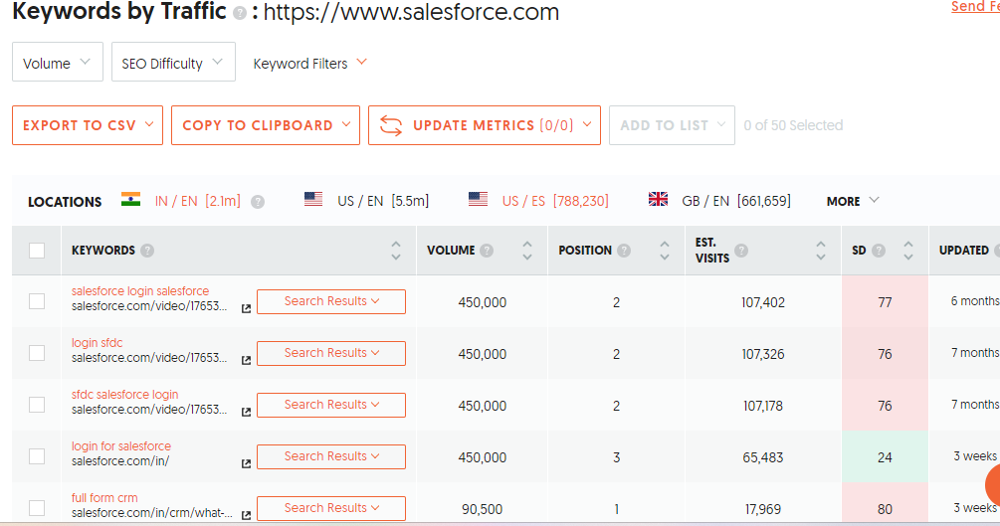 Keywords by Traffic ? : https://www.salesforce.com
Send Fe
Volume SEO Difficulty Keyword Filters
EXPORT TO CSV COPY TO CLIPBOARD UPDATE METRICS (0/0) ADD TO LIST 0 of 50 Selected
LOCATIONS IN / EN [2.1m] ? US / EN [5.5m] US / ES [788,230] GB / EN [661,659] MORE
KEYWORDS ? VOLUME ? POSITION ? EST. VISITS ? SD ? UPDATED
salesforce login salesforce
salesforce.com/video/17653... Search Results 450,000 2 107,402 77 6 months
login sfdc
salesforce.com/video/17653... Search Results 450,000 2 107,326 76 7 months
sfdc salesforce login
salesforce.com/video/17653... Search Results 450,000 2 107,178 76 7 months
login for salesforce
salesforce.com/in/ Search Results 450,000 3 65,483 24 3 weeks
full form crm
salesforce.com/in/crm/what-... Search Results 90,500 1 17,969 80 3 weeks